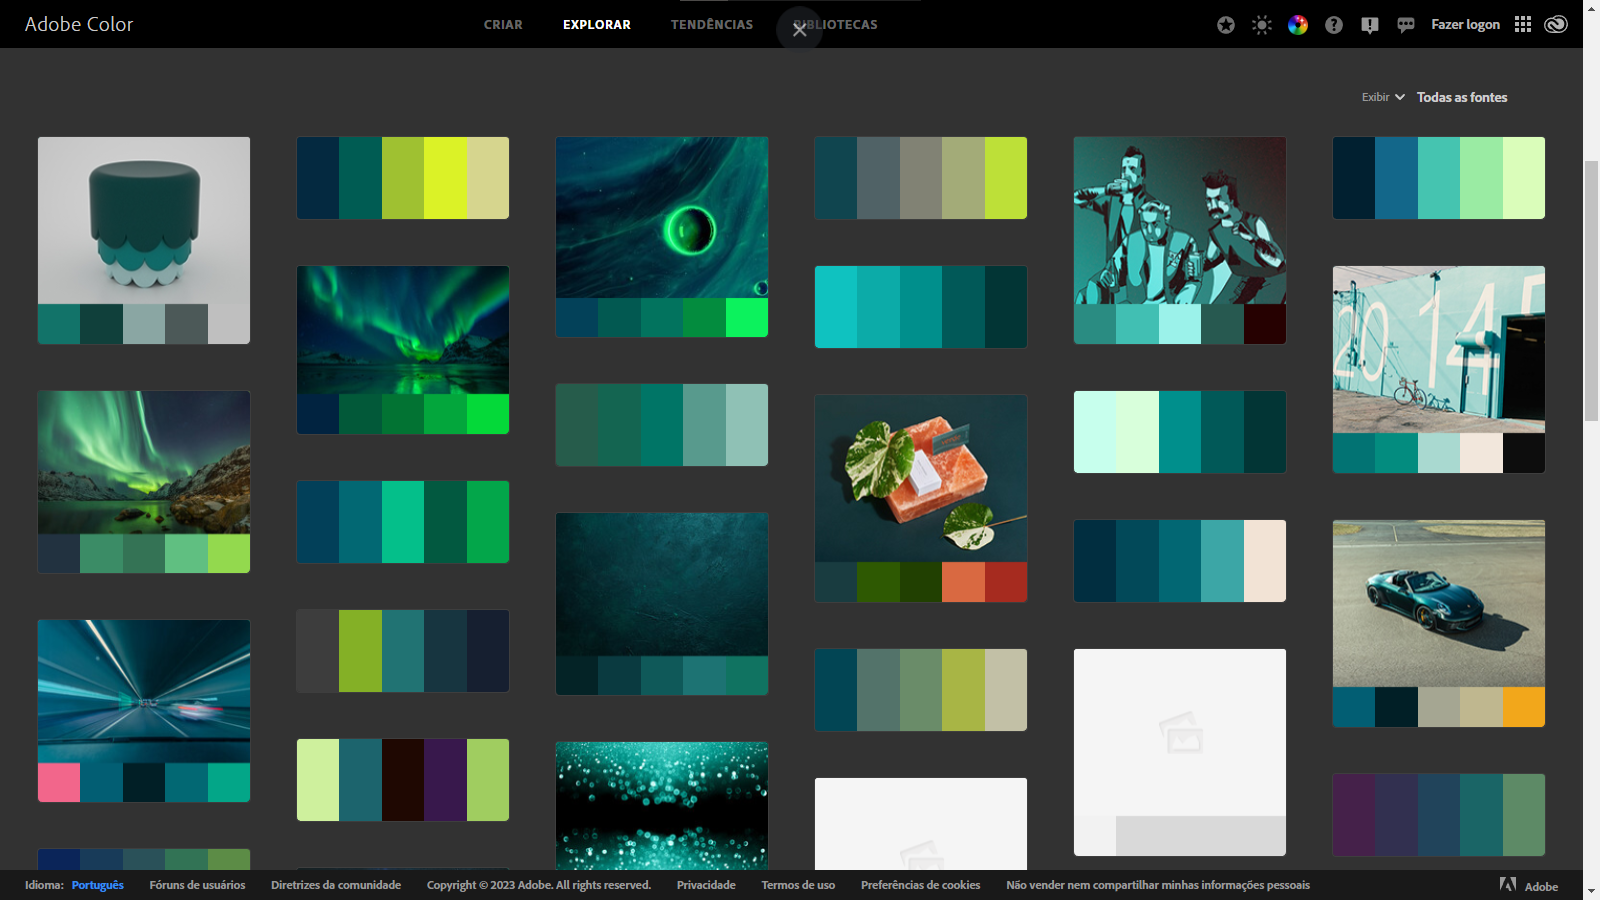 Adobe Color
CRIAR
EXPLORAR
TENDÊNCIAS
BIBLIOTECAS
Fazer logon
Exibir
Todas as fontes
2014
Idioma: Português
Fóruns de usuários
Diretrizes da comunidade
Copyright © 2023 Adobe. All rights reserved.
Privacidade
Termos de uso
Preferências de cookies
Não vender nem compartilhar minhas informações pessoais
Adobe